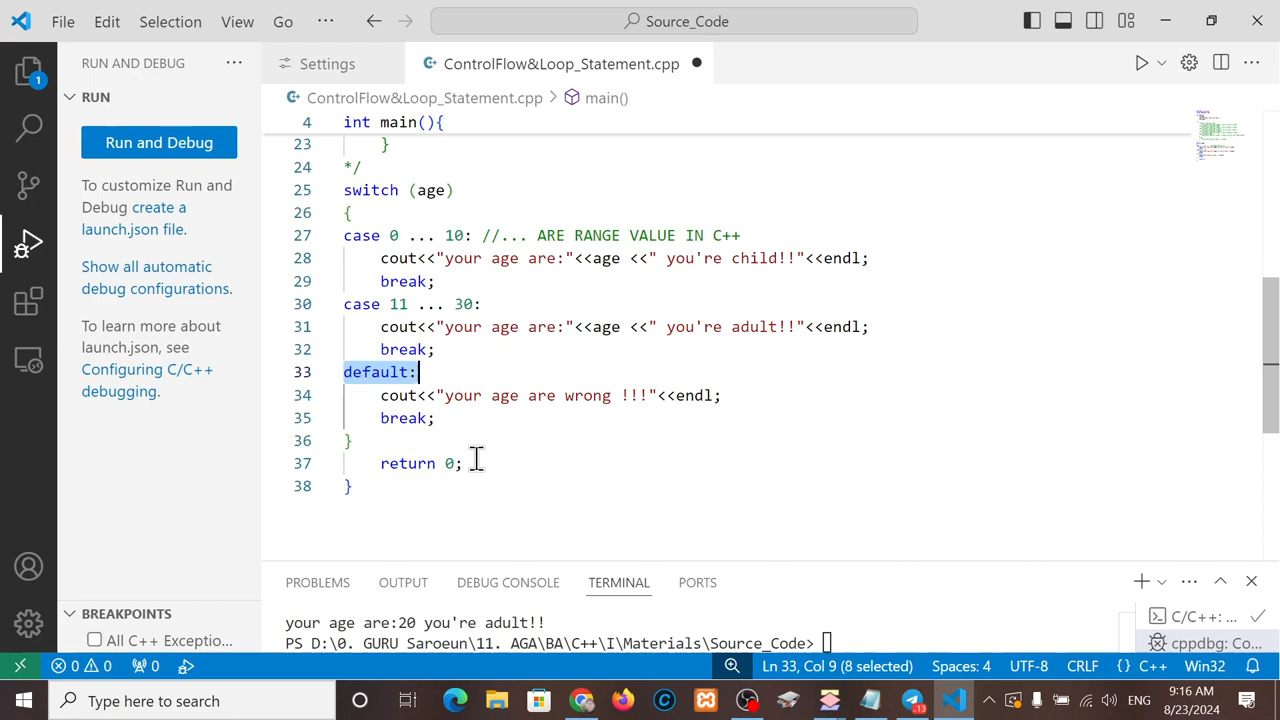 File Edit Selection View Go ··· Source_Code
RUN AND DEBUG ···
Settings
ControlFlow&Loop_Statement.cpp
RUN
ControlFlow&Loop_Statement.cpp > main()
Run and Debug
To customize Run and
Debug create a
launch.json file.
Show all automatic
debug configurations.
To learn more about
launch.json, see
Configuring C/C++
debugging.
BREAKPOINTS
All C++ Exceptio...
4 int main(){
23 }
24 */
25 switch (age)
26 {
27 case 0 ... 10: //... ARE RANGE VALUE IN C++
28 cout<<"your age are:"<<age <<" you're child!!"<<endl;
29 break;
30 case 11 ... 30:
31 cout<<"your age are:"<<age <<" you're adult!!"<<endl;
32 break;
33 default:
34 cout<<"your age are wrong !!!"<<endl;
35 break;
36 }
37 return 0;
38 }
PROBLEMS OUTPUT DEBUG CONSOLE TERMINAL PORTS
your age are:20 you're adult!!
PS D:\0. GURU Saroeun\11. AGA\BA\C++\I\Materials\Source_Code>
C/C++: ...
cppdbg: Co...
1
0 0 0 Ln 33, Col 9 (8 selected) Spaces: 4 UTF-8 CRLF {} C++ Win32
Type here to search
13
ENG
9:16 AM
8/23/2024